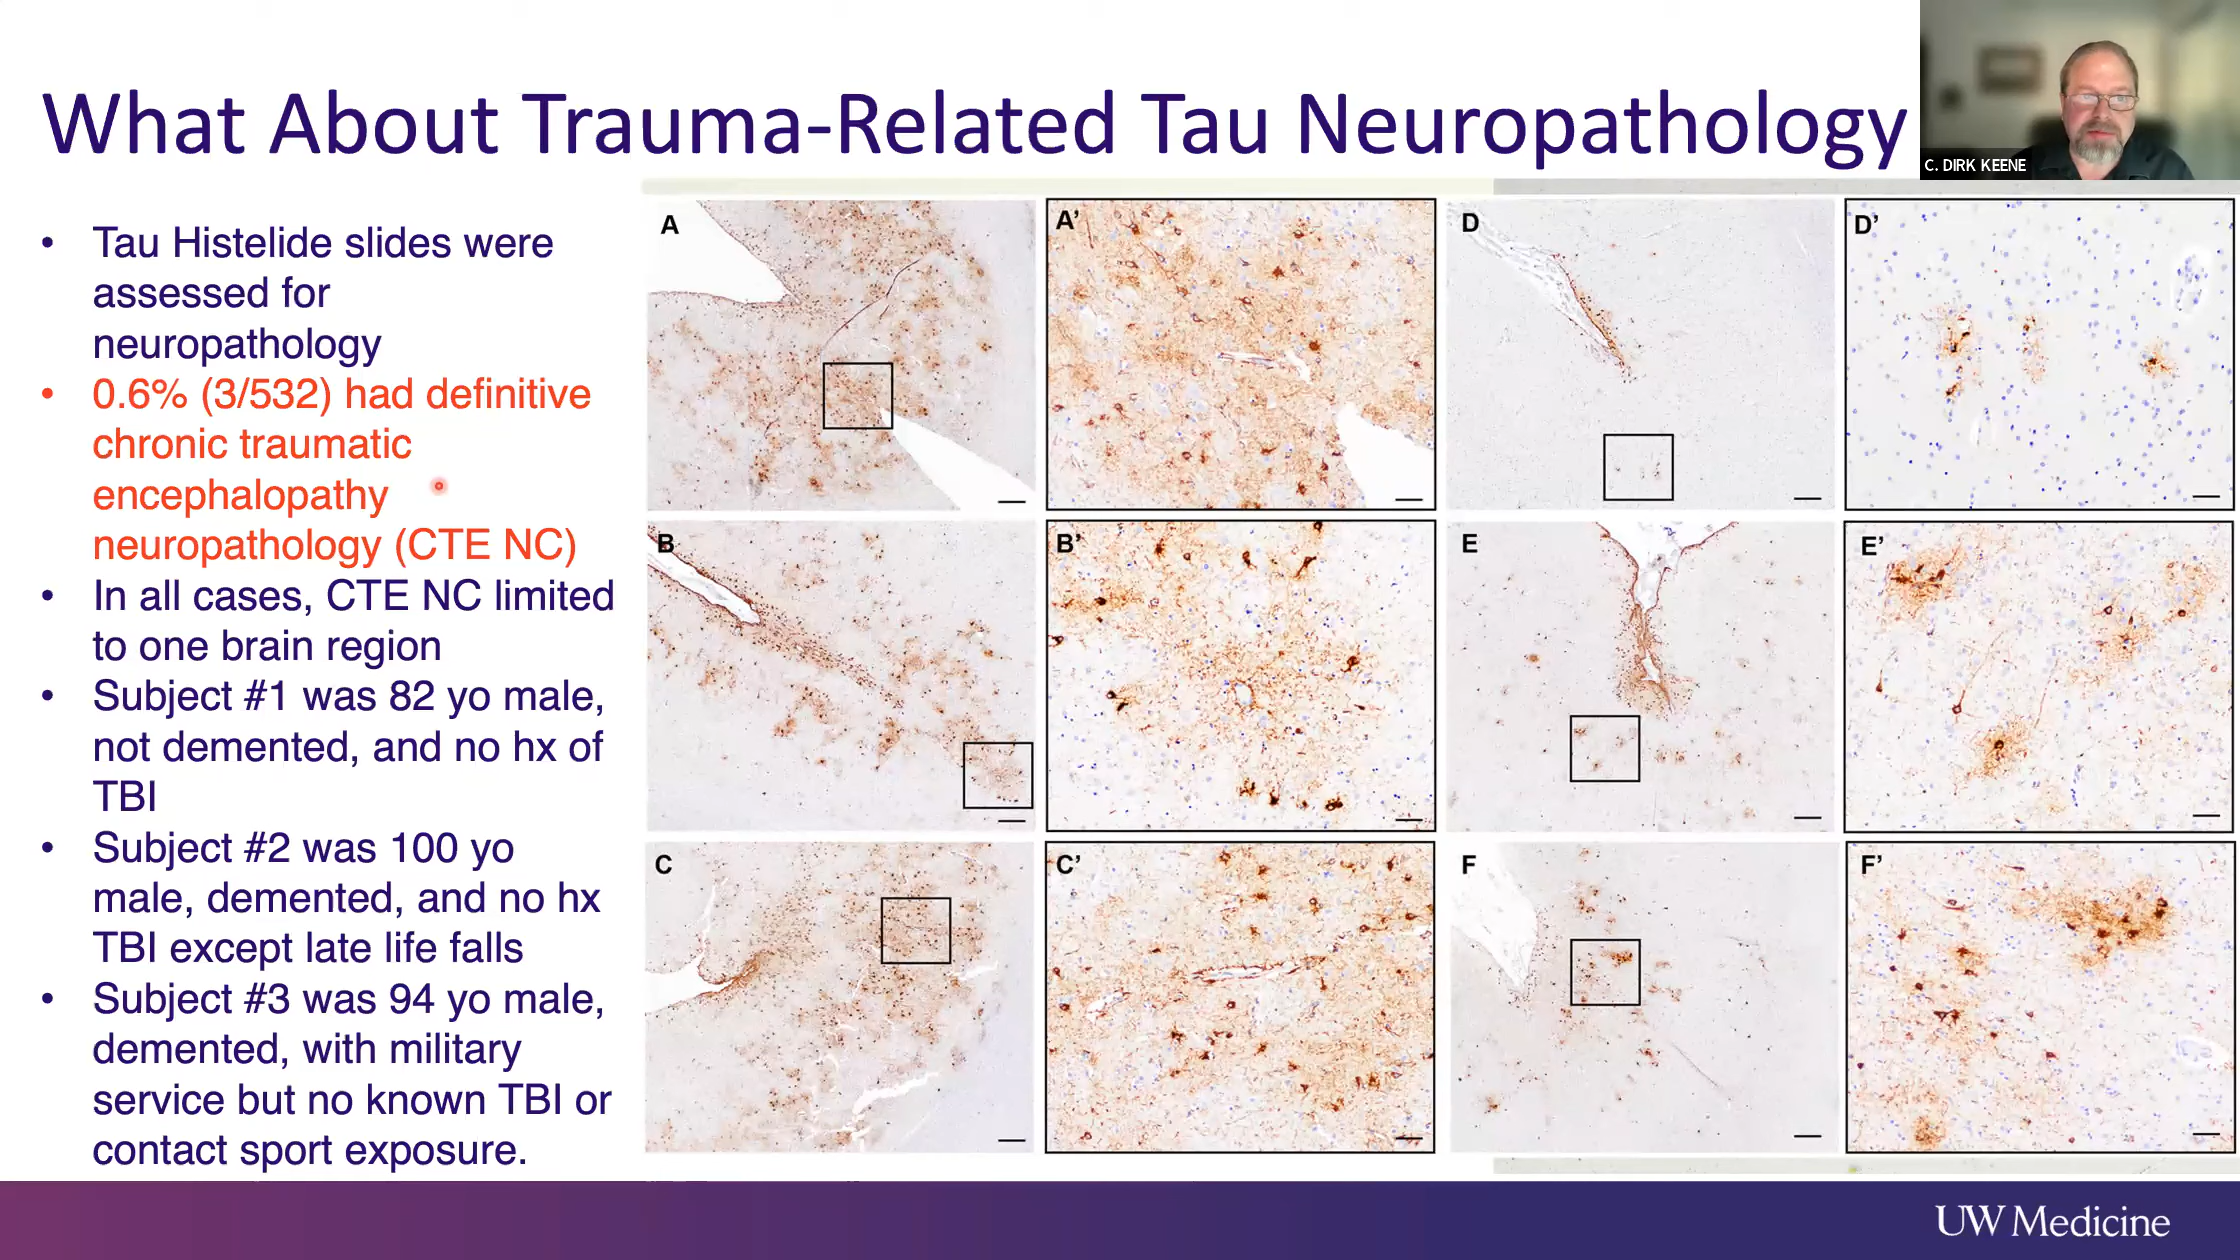 What About Trauma-Related Tau Neuropathology
C. DIRK KEENE
• Tau Histelide slides were
assessed for
neuropathology
• 0.6% (3/532) had definitive
chronic traumatic
encephalopathy
neuropathology (CTE NC)
• In all cases, CTE NC limited
to one brain region
• Subject #1 was 82 yo male,
not demented, and no hx of
TBI
• Subject #2 was 100 yo
male, demented, and no hx
TBI except late life falls
• Subject #3 was 94 yo male,
demented, with military
service but no known TBI or
contact sport exposure.
A
A'
D
D'
B
B'
E
E'
C
C'
F
F'
UW Medicine